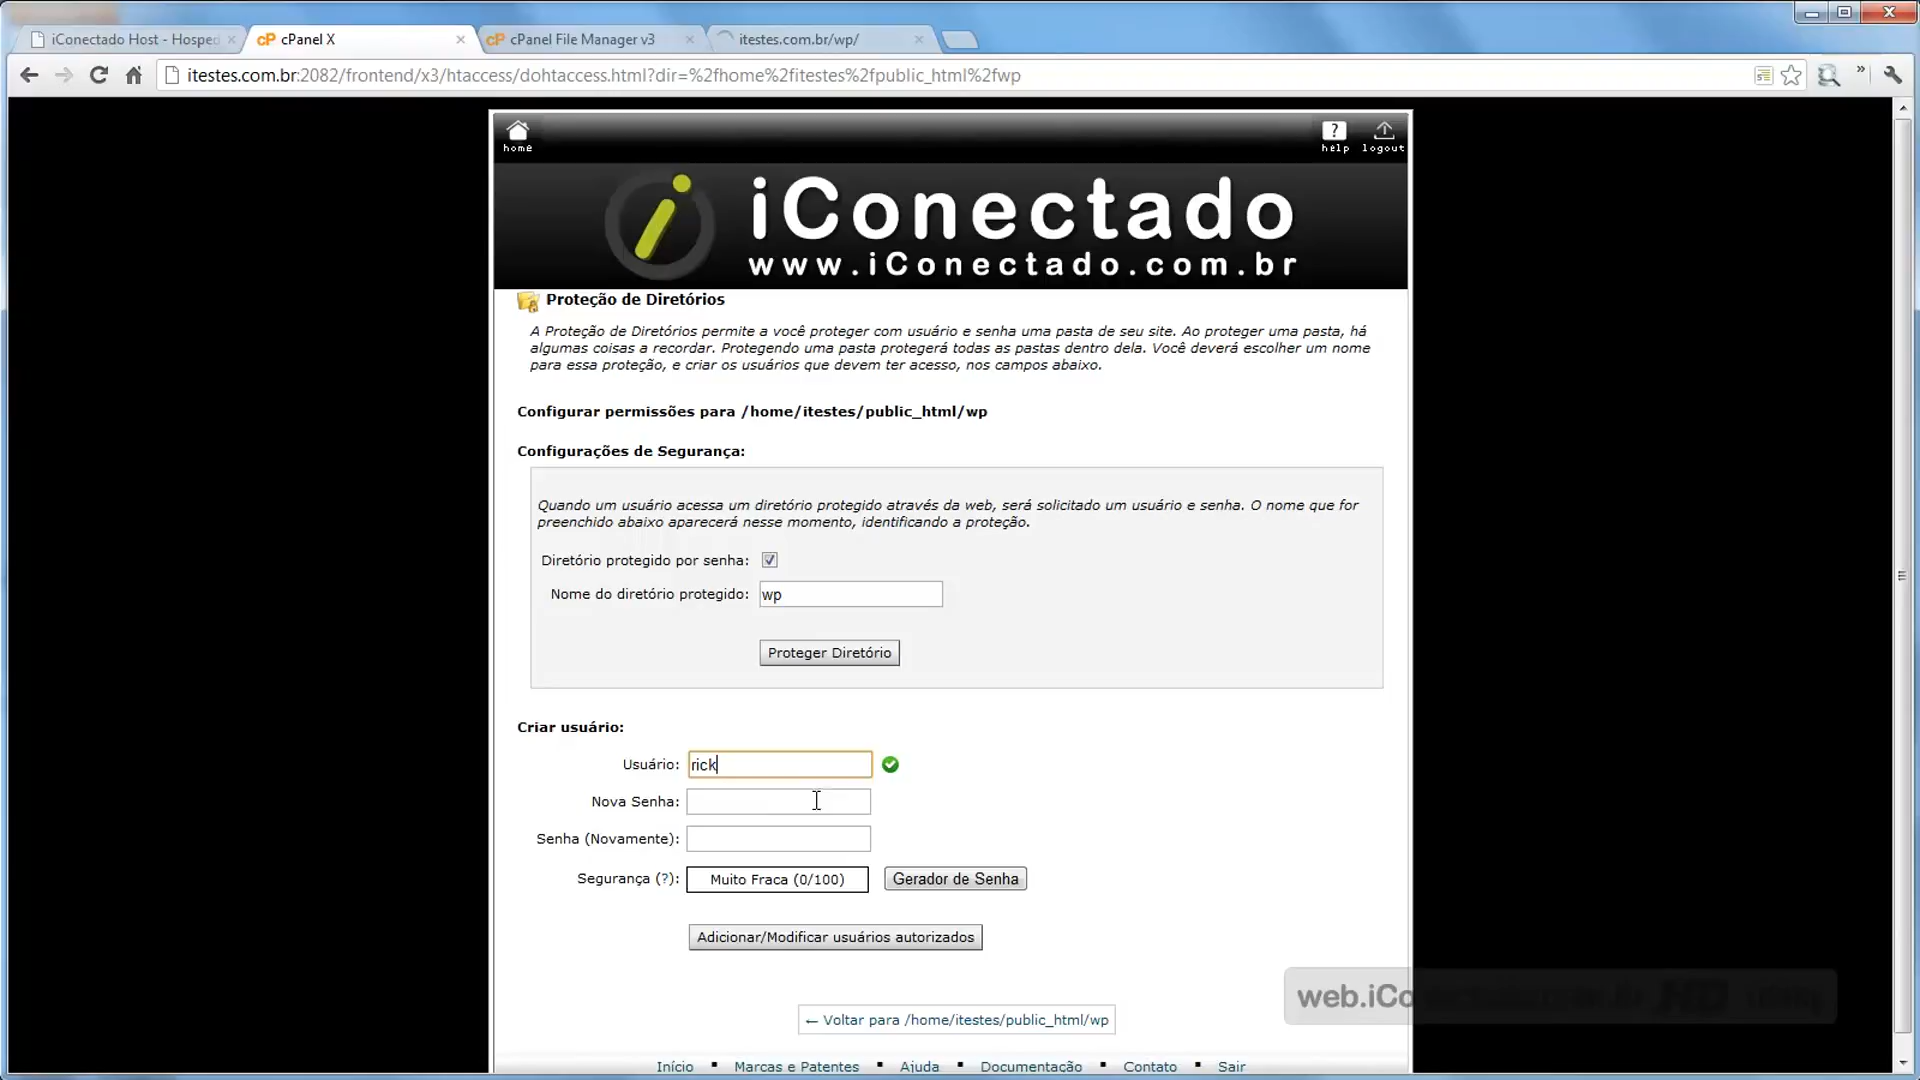 iConectado Host - Hosped
cPanel X
cPanel File Manager v3
itestes.com.br/wp/
itestes.com.br:2082/frontend/x3/htaccess/dohtaccess.html?dir=%2fhome%2fitestes%2fpublic_html%2fwp
home
help
logout
iConectado
www.iConectado.com.br
Proteção de Diretórios
A Proteção de Diretórios permite a você proteger com usuário e senha uma pasta de seu site. Ao proteger uma pasta, há
algumas coisas a recordar. Protegendo uma pasta protegerá todas as pastas dentro dela. Você deverá escolher um nome
para essa proteção, e criar os usuários que devem ter acesso, nos campos abaixo.
Configurar permissões para /home/itestes/public_html/wp
Configurações de Segurança:
Quando um usuário acessa um diretório protegido através da web, será solicitado um usuário e senha. O nome que for
preenchido abaixo aparecerá nesse momento, identificando a proteção.
Diretório protegido por senha:
Nome do diretório protegido: wp
Proteger Diretório
Criar usuário:
Usuário: rick
Nova Senha:
Senha (Novamente):
Segurança (?): Muito Fraca (0/100) Gerador de Senha
Adicionar/Modificar usuários autorizados
← Voltar para /home/itestes/public_html/wp
Início ▪ Marcas e Patentes ▪ Ajuda ▪ Documentação ▪ Contato ▪ Sair